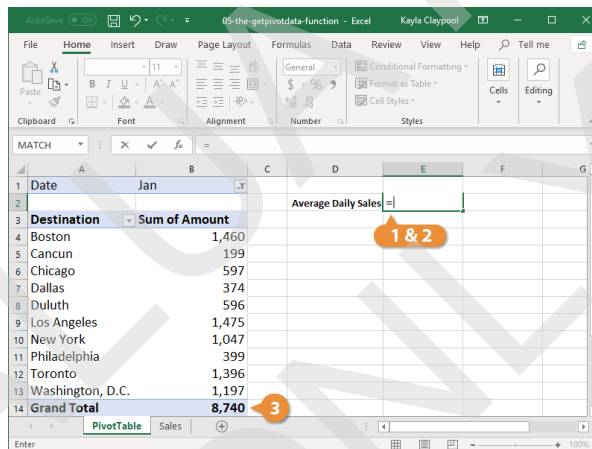 AutoSave Off 05-the-getpivotdata-function - Excel Kayla Claypool
File Home Insert Draw Page Layout Formulas Data Review View Help Tell me
Paste 11 A A General Conditional Formatting Cells Editing
B I U $ % , Format as Table
A .00 Cell Styles
Clipboard Font Alignment Number Styles
MATCH fx =
A B C D E F G
1 Date Jan
2 Average Daily Sales =
1 & 2
3 Destination Sum of Amount
4 Boston 1,460
5 Cancun 199
6 Chicago 597
7 Dallas 374
8 Duluth 596
9 Los Angeles 1,475
10 New York 1,047
11 Philadelphia 399
12 Toronto 1,396
13 Washington, D.C. 1,197
14 Grand Total 8,740 3
PivotTable Sales
Enter 100%